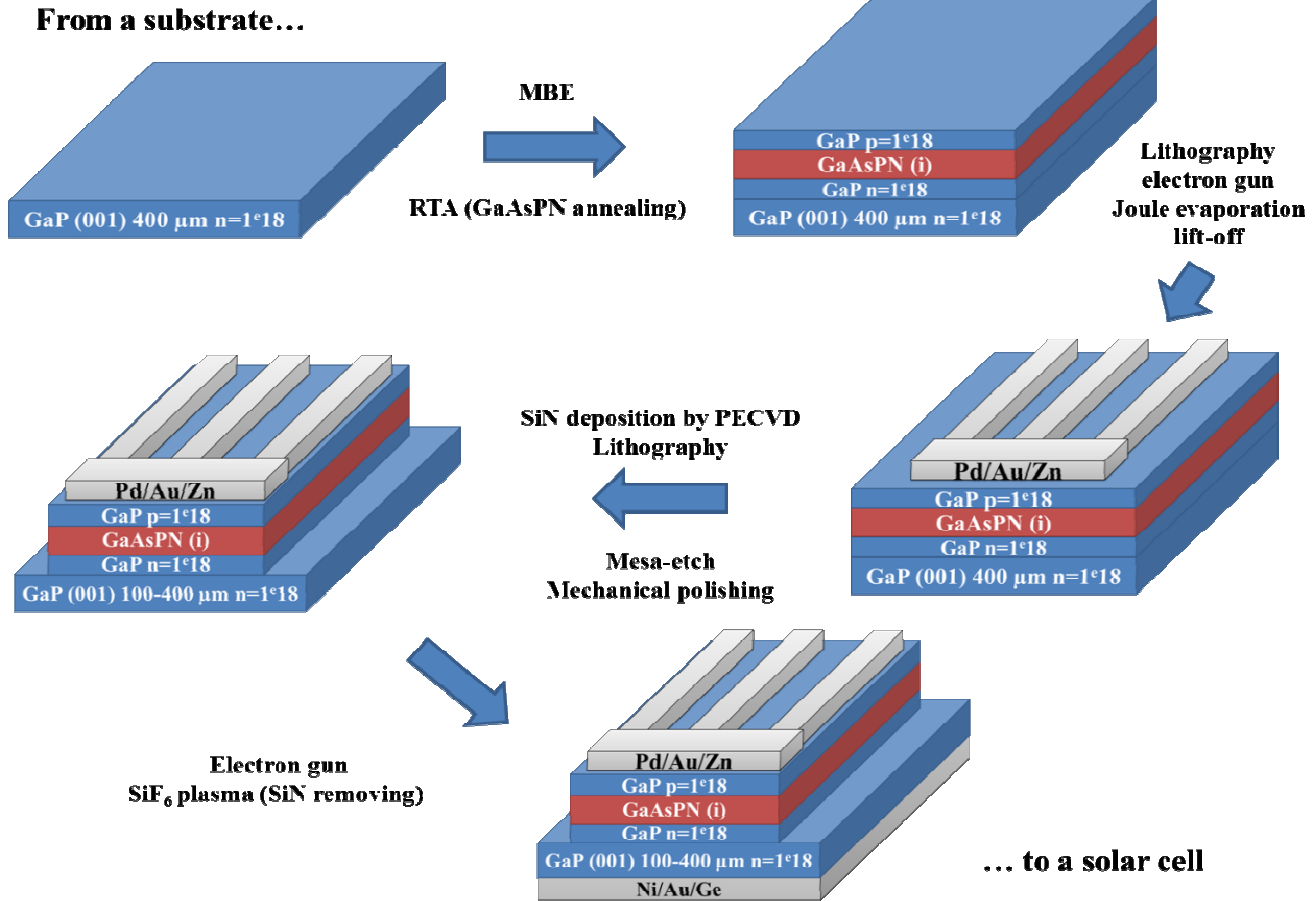 From a substrate…
MBE
RTA (GaAsPN annealing)
GaP (001) 400 µm n=1ᵉ18
GaP p=1ᵉ18
GaAsPN (i)
GaP n=1ᵉ18
GaP (001) 400 µm n=1ᵉ18
Lithography
electron gun
Joule evaporation
lift-off
Pd/Au/Zn
GaP p=1ᵉ18
GaAsPN (i)
GaP n=1ᵉ18
GaP (001) 400 µm n=1ᵉ18
SiN deposition by PECVD
Lithography
Mesa-etch
Mechanical polishing
Pd/Au/Zn
GaP p=1ᵉ18
GaAsPN (i)
GaP n=1ᵉ18
GaP (001) 100-400 µm n=1ᵉ18
Electron gun
SiF₆ plasma (SiN removing)
Pd/Au/Zn
GaP p=1ᵉ18
GaAsPN (i)
GaP n=1ᵉ18
GaP (001) 100-400 µm n=1ᵉ18
Ni/Au/Ge
… to a solar cell